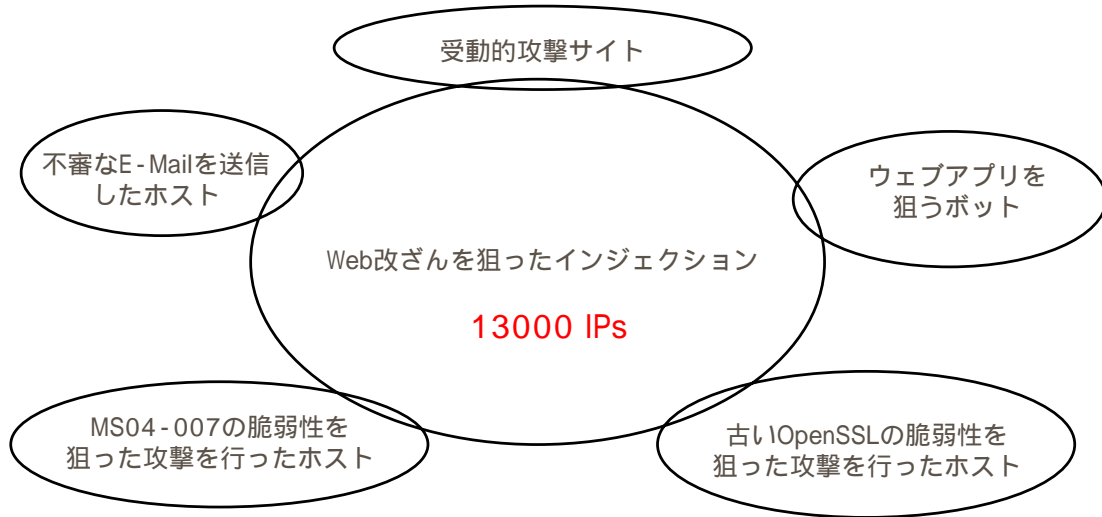 受動的攻撃サイト
不審なE-Mailを送信
したホスト
ウェブアプリを
狙うボット
Web改ざんを狙ったインジェクション
13000 IPs
MS04-007の脆弱性を
狙った攻撃を行ったホスト
古いOpenSSLの脆弱性を
狙った攻撃を行ったホスト